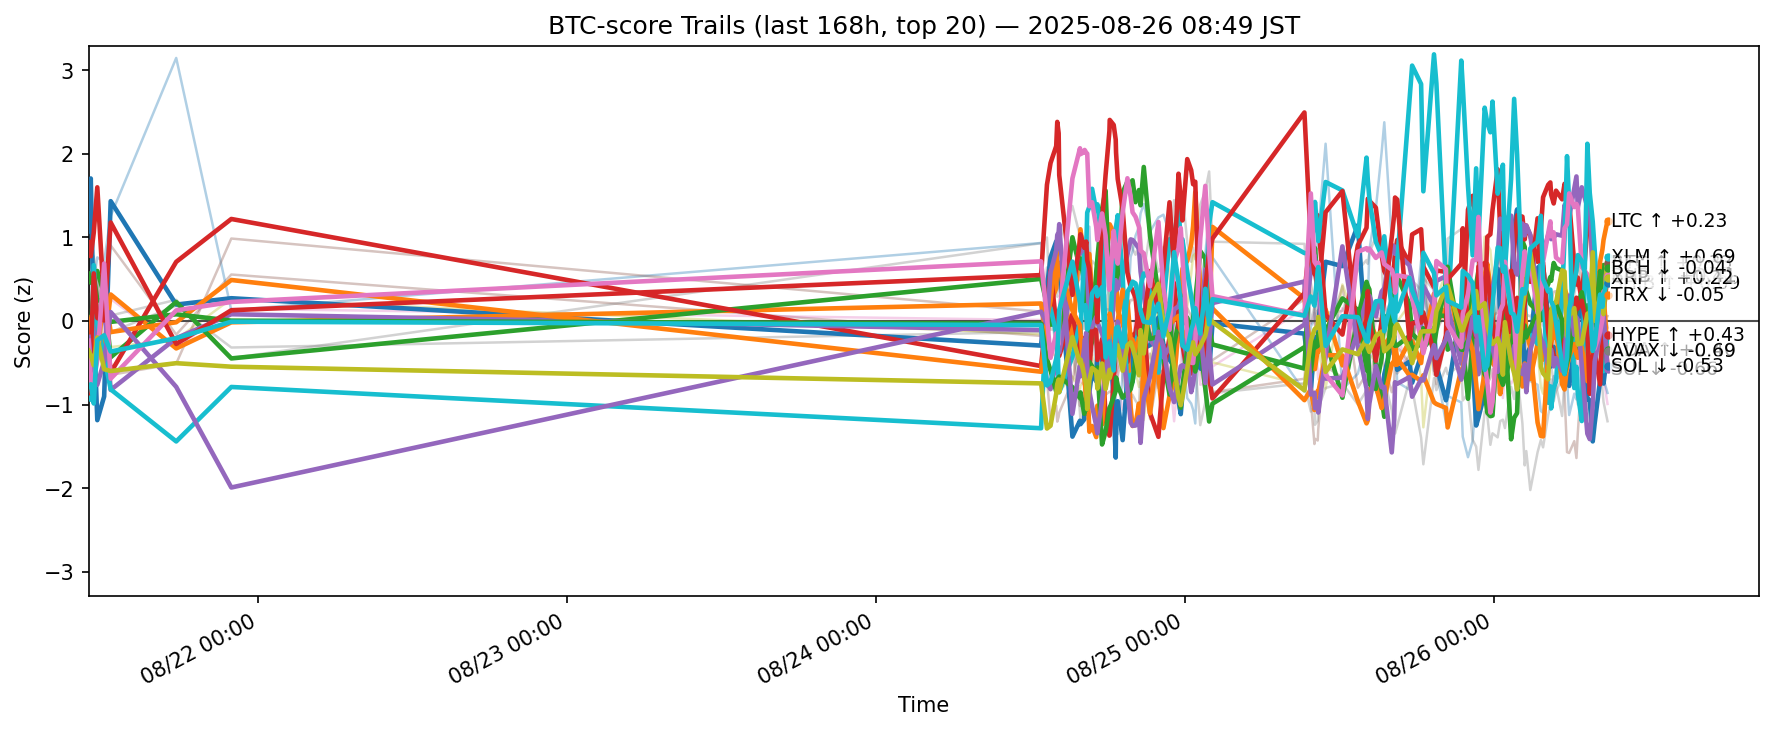 BTC-score Trails (last 168h, top 20) — 2025-08-26 08:49 JST
Score (z)
3
2
1
0
−1
−2
−3
LTC ↑ +0.23
XLM ↑ +0.69
BCH ↓ -0.04
XRP ↑ +0.22
TRX ↓ -0.05
HYPE ↑ +0.43
AVAX ↓ -0.69
SOL ↓ -0.53
08/22 00:00
08/23 00:00
08/24 00:00
08/25 00:00
08/26 00:00
Time